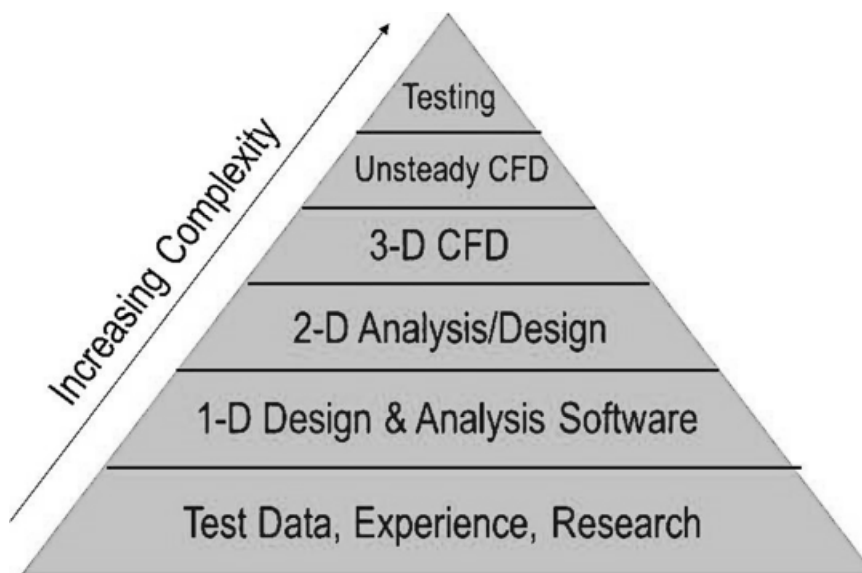 Increasing Complexity
Testing
Unsteady CFD
3-D CFD
2-D Analysis/Design
1-D Design & Analysis Software
Test Data, Experience, Research